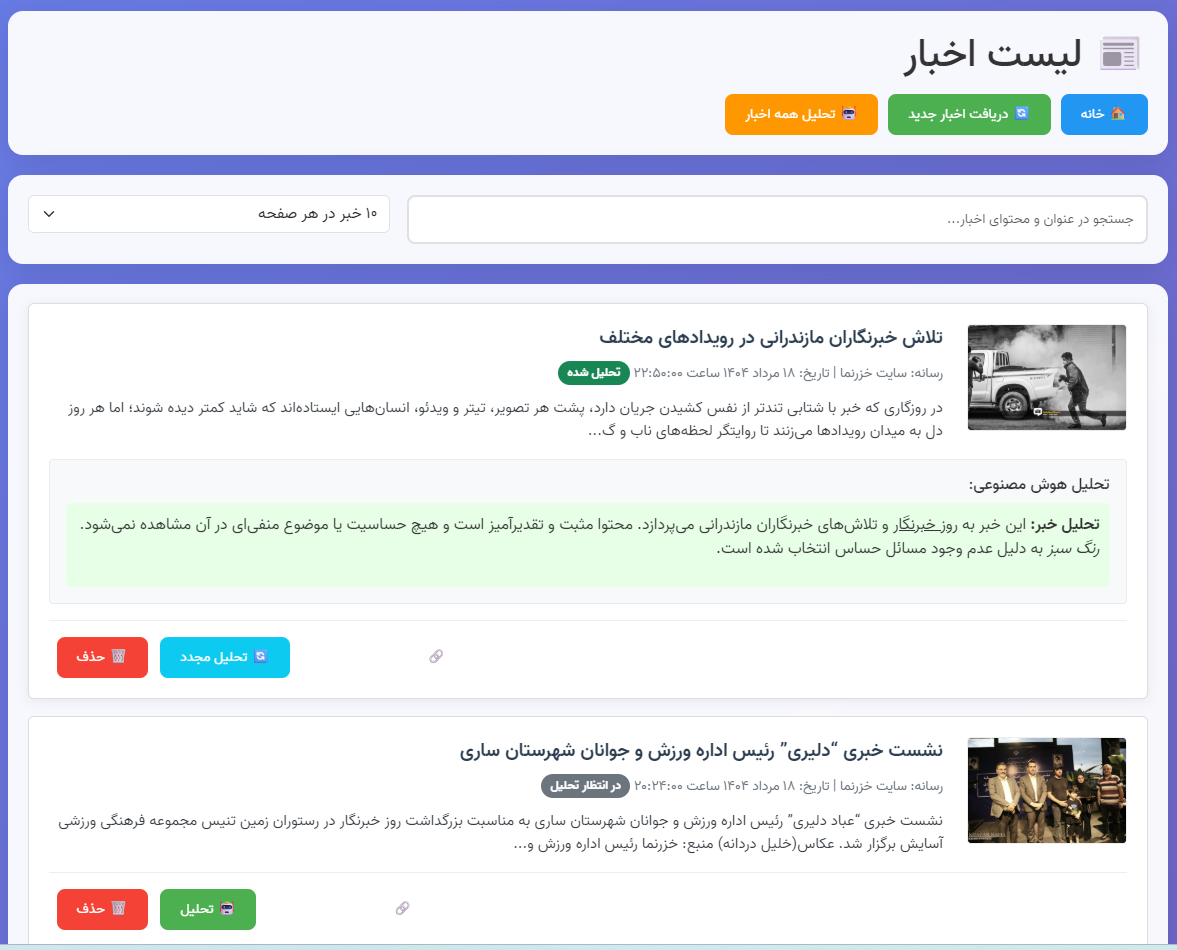 لیست اخبار
خانه
دریافت اخبار جدید
تحلیل همه اخبار
جستجو در عنوان و محتوای اخبار...
۱۰ خبر در هر صفحه
تلاش خبرنگاران مازندرانی در رویدادهای مختلف
رسانه: سایت خزرنما | تاریخ: ۱۸ مرداد ۱۴۰۴ ساعت ۲۲:۵۰:۰۰ تحلیل شده
در روزگاری که خبر با شتابی تندتر از نفس کشیدن جریان دارد، پشت هر تصویر، تیتر و ویدئو، انسان‌هایی ایستاده‌اند که شاید کمتر دیده شوند؛ اما هر روز
دل به میدان رویدادها می‌زنند تا روایتگر لحظه‌های ناب و گ...
تحلیل هوش مصنوعی:
تحلیل خبر: این خبر به روز خبرنگار و تلاش‌های خبرنگاران مازندرانی می‌پردازد. محتوا مثبت و تقدیرآمیز است و هیچ حساسیت یا موضوع منفی‌ای در آن مشاهده نمی‌شود.
رنگ سبز به دلیل عدم وجود مسائل حساس انتخاب شده است.
تحلیل مجدد
حذف
نشست خبری “دلیری” رئیس اداره ورزش و جوانان شهرستان ساری
رسانه: سایت خزرنما | تاریخ: ۱۸ مرداد ۱۴۰۴ ساعت ۲۰:۲۴:۰۰ در انتظار تحلیل
نشست خبری “عباد دلیری” رئیس اداره ورزش و جوانان شهرستان ساری به مناسبت بزرگداشت روز خبرنگار در رستوران زمین تنیس مجموعه فرهنگی ورزشی
آسایش برگزار شد. عکاس(خلیل دردانه) منبع: خزرنما رئیس اداره ورزش و...
تحلیل
حذف